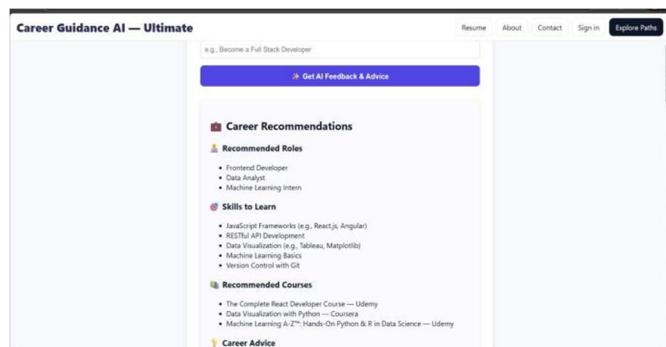 Career Guidance AI — Ultimate
Resume About Contact Sign in Explore Paths
e.g., Become a Full Stack Developer
✨ Get AI Feedback & Advice
💼 Career Recommendations
Recommended Roles
• Frontend Developer
• Data Analyst
• Machine Learning Intern
🎯 Skills to Learn
• JavaScript Frameworks (e.g., React.js, Angular)
• RESTful API Development
• Data Visualization (e.g., Tableau, Matplotlib)
• Machine Learning Basics
• Version Control with Git
📚 Recommended Courses
• The Complete React Developer Course — Udemy
• Data Visualization with Python — Coursera
• Machine Learning A-Z™: Hands-On Python & R in Data Science — Udemy
💡 Career Advice